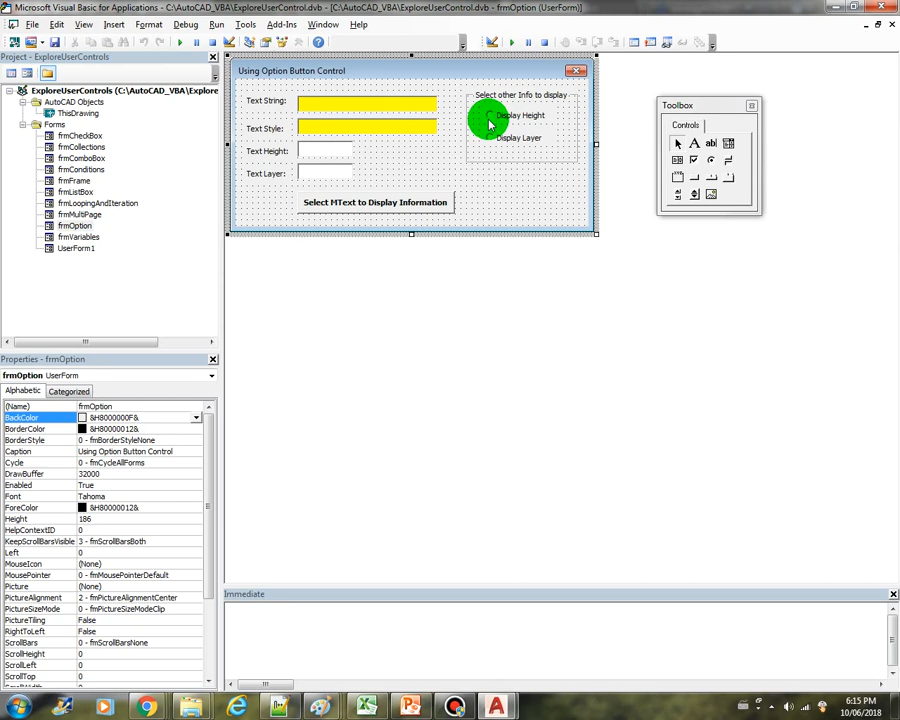 Microsoft Visual Basic for Applications - C:\AutoCAD_VBA\ExploreUserControl.dvb - [C:\AutoCAD_VBA\ExploreUserControl.dvb - frmOption (UserForm)]
File Edit View Insert Format Debug Run Tools Add-Ins Window Help
Project - ExploreUserControls
ExploreUserControls (C:\AutoCAD_VBA\Explore
AutoCAD Objects
ThisDrawing
Forms
frmCheckBox
frmCollections
frmComboBox
frmConditions
frmFrame
frmListBox
frmLoopingAndIteration
frmMultiPage
frmOption
frmVariables
UserForm1
Using Option Button Control
Text String:
Text Style:
Text Height:
Text Layer:
Select other Info to display
Display Height
Display Layer
Select MText to Display Information
Toolbox
Controls
A
ab|
Properties - frmOption
frmOption UserForm
Alphabetic Categorized
(Name) frmOption
BackColor &H8000000F&
BorderColor &H80000012&
BorderStyle 0 - fmBorderStyleNone
Caption Using Option Button Control
Cycle 0 - fmCycleAllForms
DrawBuffer 32000
Enabled True
Font Tahoma
ForeColor &H80000012&
Height 186
HelpContextID 0
KeepScrollBarsVisible 3 - fmScrollBarsBoth
Left 0
MouseIcon (None)
MousePointer 0 - fmMousePointerDefault
Picture (None)
PictureAlignment 2 - fmPictureAlignmentCenter
PictureSizeMode 0 - fmPictureSizeModeClip
PictureTiling False
RightToLeft False
ScrollBars 0 - fmScrollBarsNone
ScrollHeight 0
ScrollLeft 0
ScrollTop 0
Immediate
6:15 PM
10/06/2018